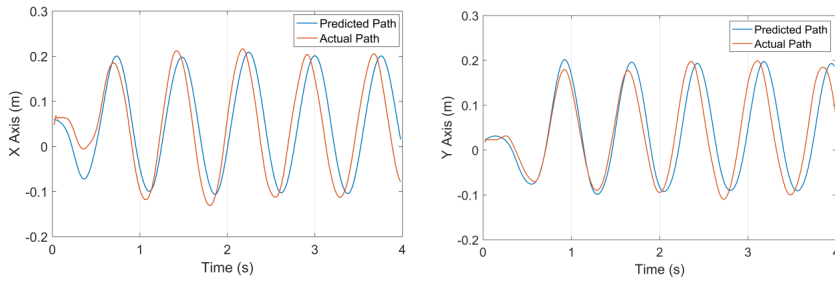 0.3
0.2
0.1
0
-0.1
-0.2
X Axis (m)
0 1 2 3 4
Time (s)
Predicted Path
Actual Path
0.3
0.2
0.1
0
-0.1
-0.2
Y Axis (m)
0 1 2 3 4
Time (s)
Predicted Path
Actual Path